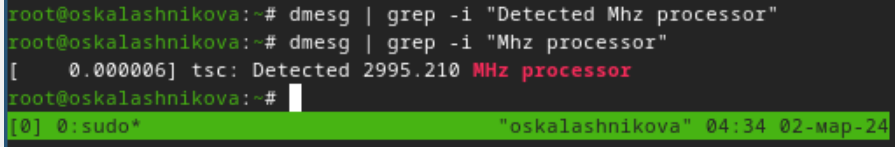 root@oskalashnikova:~# dmesg | grep -i "Detected Mhz processor"
root@oskalashnikova:~# dmesg | grep -i "Mhz processor"
[    0.000006] tsc: Detected 2995.210 MHz processor
root@oskalashnikova:~#
[0] 0:sudo* "oskalashnikova" 04:34 02-мар-24